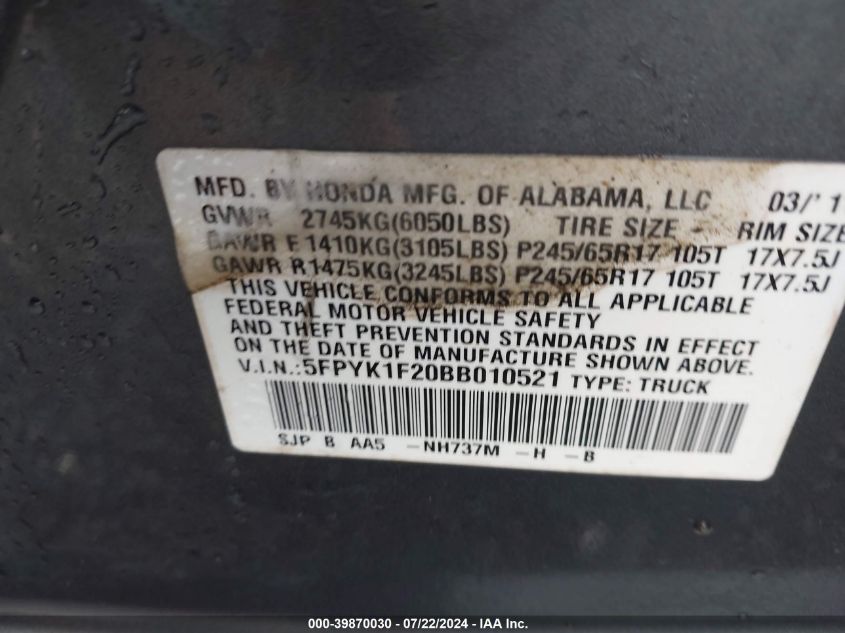 MFD. BY HONDA MFG. OF ALABAMA, LLC 03/'1
GVWR 2745KG(6050LBS) TIRE SIZE - RIM SIZE
GAWR F1410KG(3105LBS) P245/65R17 105T 17X7.5J
GAWR R1475KG(3245LBS) P245/65R17 105T 17X7.5J
THIS VEHICLE CONFORMS TO ALL APPLICABLE
FEDERAL MOTOR VEHICLE SAFETY
AND THEFT PREVENTION STANDARDS IN EFFECT
ON THE DATE OF MANUFACTURE SHOWN ABOVE.
V.I.N.:5FPYK1F20BB010521 TYPE: TRUCK
SJP B AA5 -NH737M -H -B
000-39870030 - 07/22/2024 - IAA Inc.